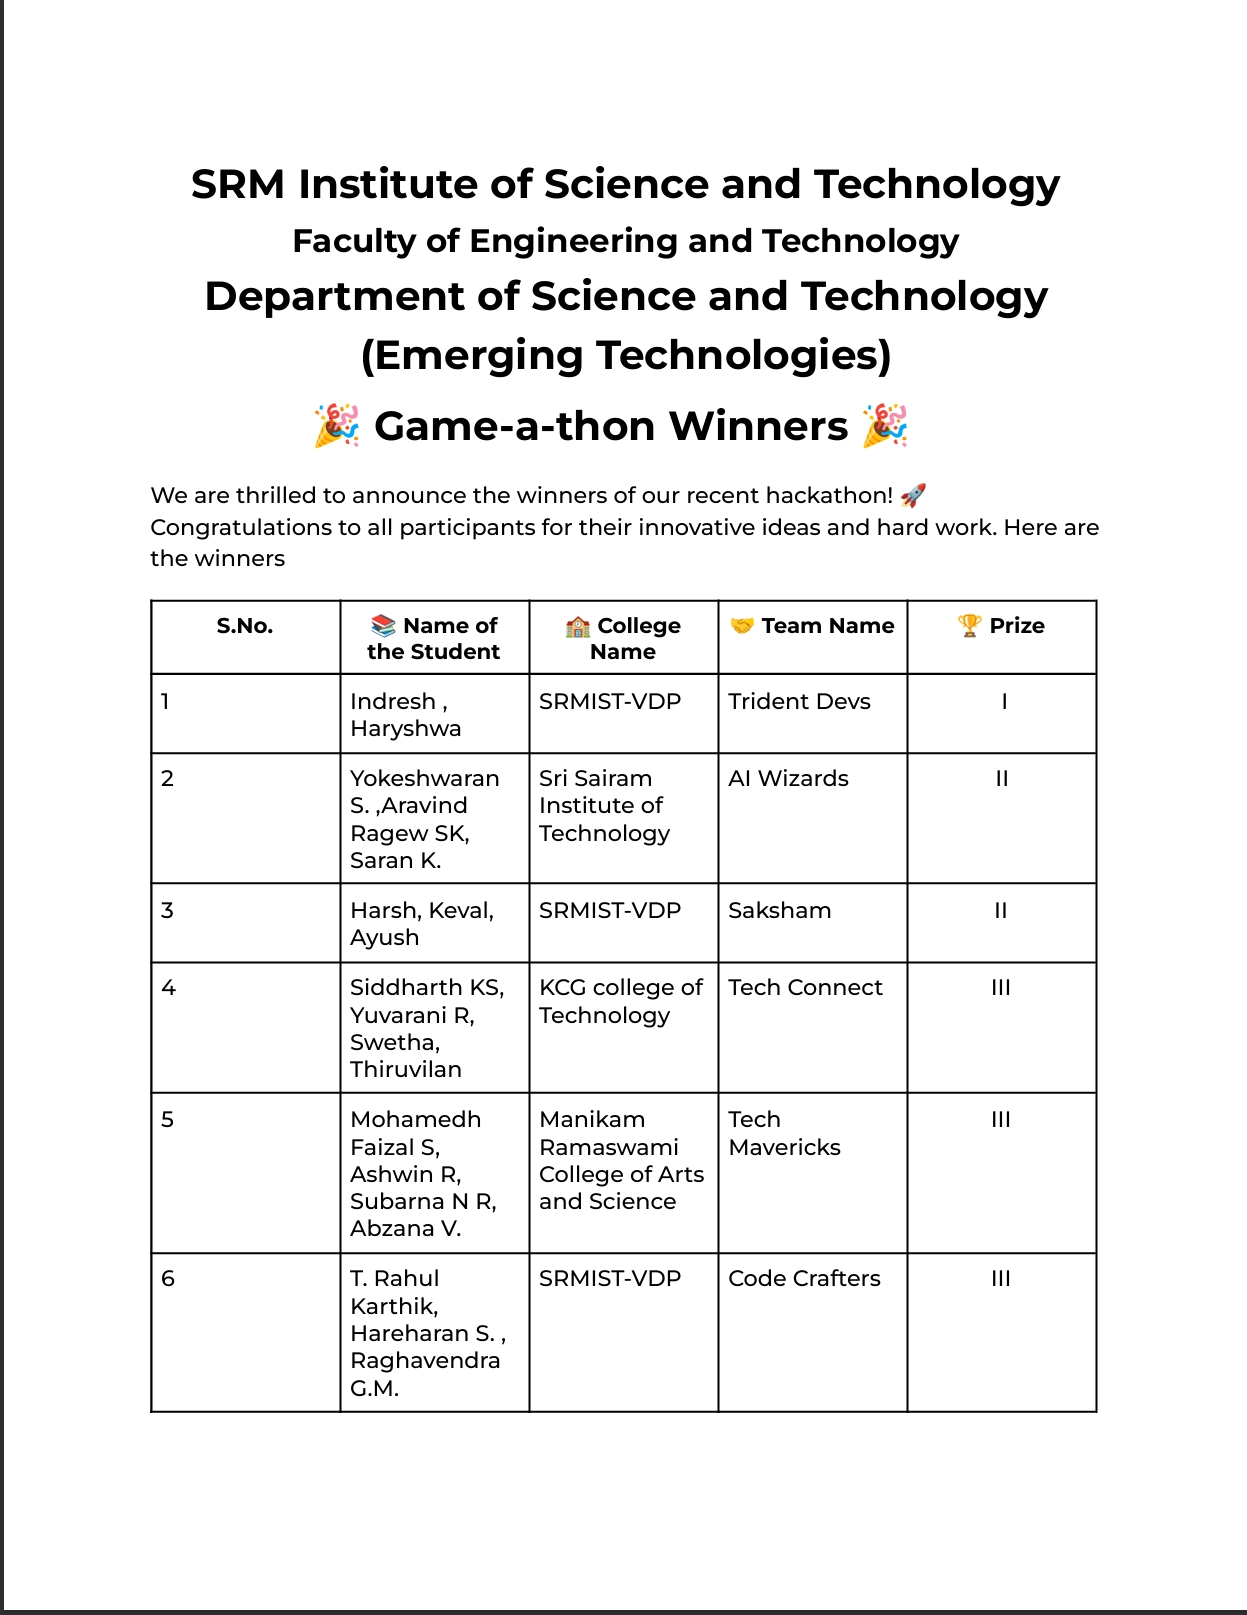 SRM Institute of Science and Technology
Faculty of Engineering and Technology
Department of Science and Technology
(Emerging Technologies)
🎉 Game-a-thon Winners 🎉
We are thrilled to announce the winners of our recent hackathon! 🚀
Congratulations to all participants for their innovative ideas and hard work. Here are
the winners
S.No.
📚 Name of
the Student
🏫 College
Name
🤝 Team Name
🏆 Prize
1
Indresh ,
Haryshwa
SRMIST-VDP
Trident Devs
I
2
Yokeshwaran
S. ,Aravind
Ragew SK,
Saran K.
Sri Sairam
Institute of
Technology
AI Wizards
II
3
Harsh, Keval,
Ayush
SRMIST-VDP
Saksham
II
4
Siddharth KS,
Yuvarani R,
Swetha,
Thiruvilan
KCG college of
Technology
Tech Connect
III
5
Mohamedh
Faizal S,
Ashwin R,
Subarna N R,
Abzana V.
Manikam
Ramaswami
College of Arts
and Science
Tech
Mavericks
III
6
T. Rahul
Karthik,
Hareharan S. ,
Raghavendra
G.M.
SRMIST-VDP
Code Crafters
III